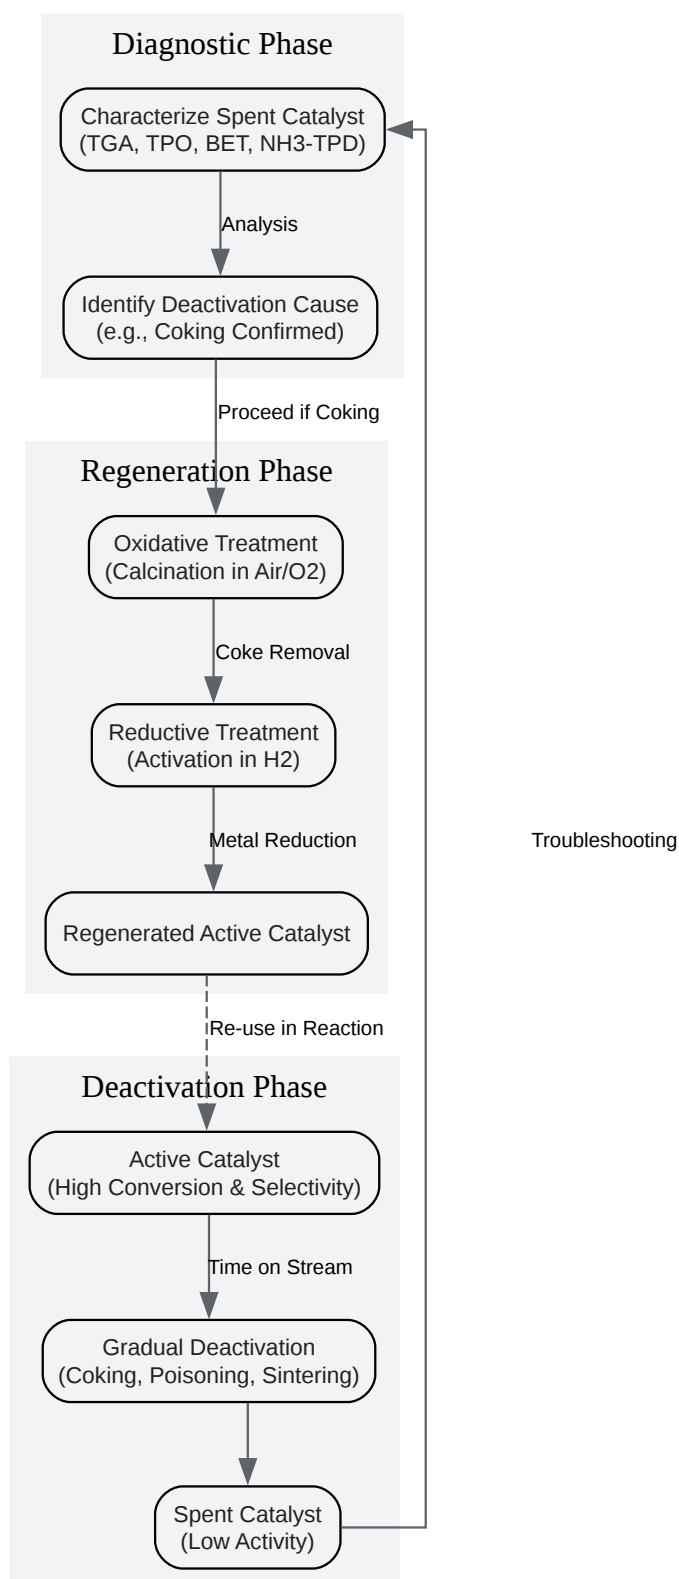 Diagnostic Phase
Characterize Spent Catalyst
(TGA, TPO, BET, NH3-TPD)
Analysis
Identify Deactivation Cause
(e.g., Coking Confirmed)
Proceed if Coking
Regeneration Phase
Oxidative Treatment
(Calcination in Air/O2)
Coke Removal
Reductive Treatment
(Activation in H2)
Metal Reduction
Troubleshooting
Regenerated Active Catalyst
Re-use in Reaction
Deactivation Phase
Active Catalyst
(High Conversion & Selectivity)
Time on Stream
Gradual Deactivation
(Coking, Poisoning, Sintering)
Spent Catalyst
(Low Activity)